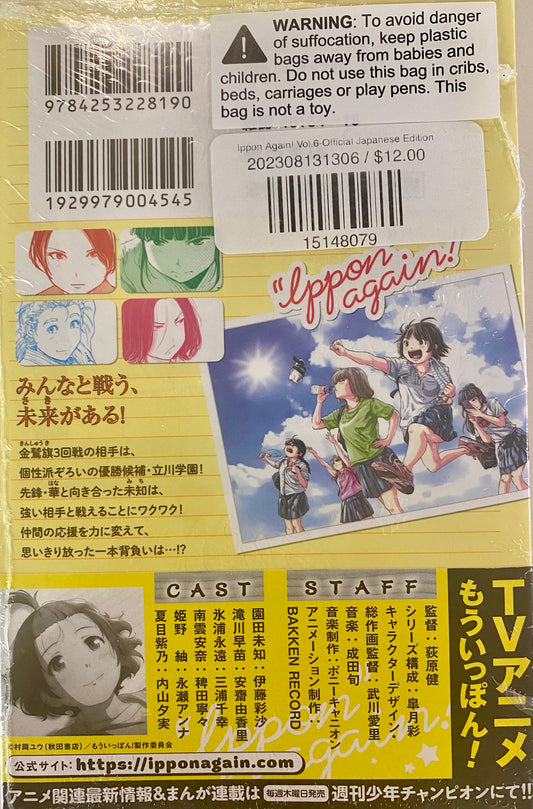 9784253228190
1929979004545
WARNING: To avoid danger
of suffocation, keep plastic
bags away from babies and
children. Do not use this bag in cribs,
beds, carriages or play pens. This
bag is not a toy.
Ippon Again! Vol.6-Official Japanese Edition
202308131306 / $12.00
15148079
"Ippon
again!
みんなと戦う、
未来がある!
さき
金鷲旗3回戦の相手は、
きんしゅうき
個性派ぞろいの優勝候補・立川学園!
先鋒・華と向き合った未知は、
はな
みち
強い相手と戦えることにワクワク!
仲間の応援を力に変えて、
思いきり放った一本背負いは…!?
TVアニメ
もういっぽん!
STAFF
監督:荻原健
シリーズ構成:皐月彩
キャラクターデザイン・
総作画監督:武川愛里
音楽:成田旬
音楽制作:ポニーキャニオン
アニメーション制作:
BAKKEN RECORD
CAST
園田未知:伊藤彩沙
滝川早苗:安齋由香里
氷浦永遠:三浦千幸
南雲安奈:稗田寧々
姫野 紬:永瀬アンナ
夏目紫乃:内山夕実
Ippon
again!
©村岡ユウ(秋田書店)/もういっぽん!製作委員会
公式サイト:https://ipponagain.com
アニメ関連最新情報&まんが連載は 毎週木曜日発売 週刊少年チャンピオンにて!!